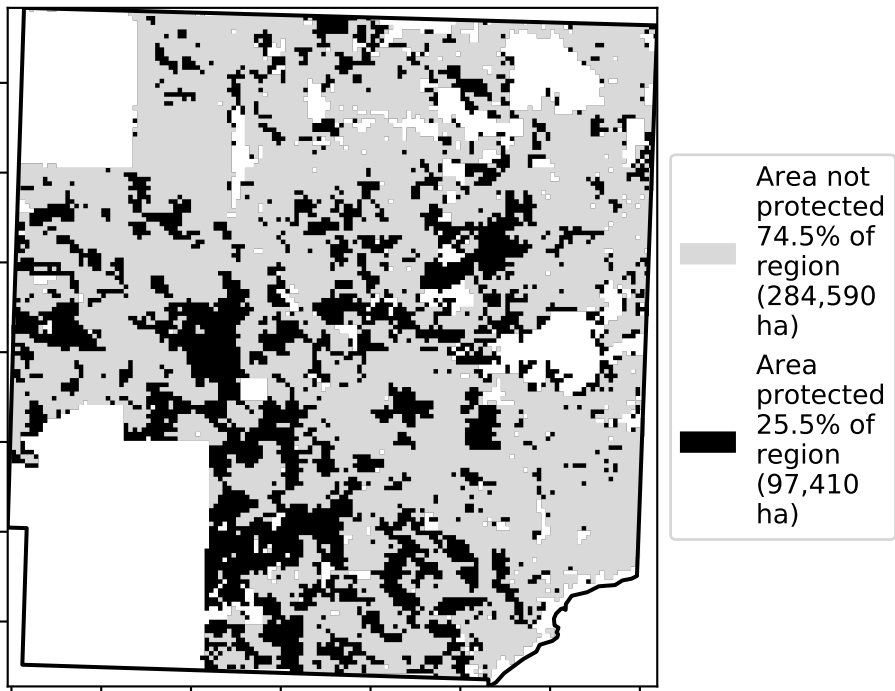 Area not
protected
74.5% of
region
(284,590
ha)
Area
protected
25.5% of
region
(97,410
ha)